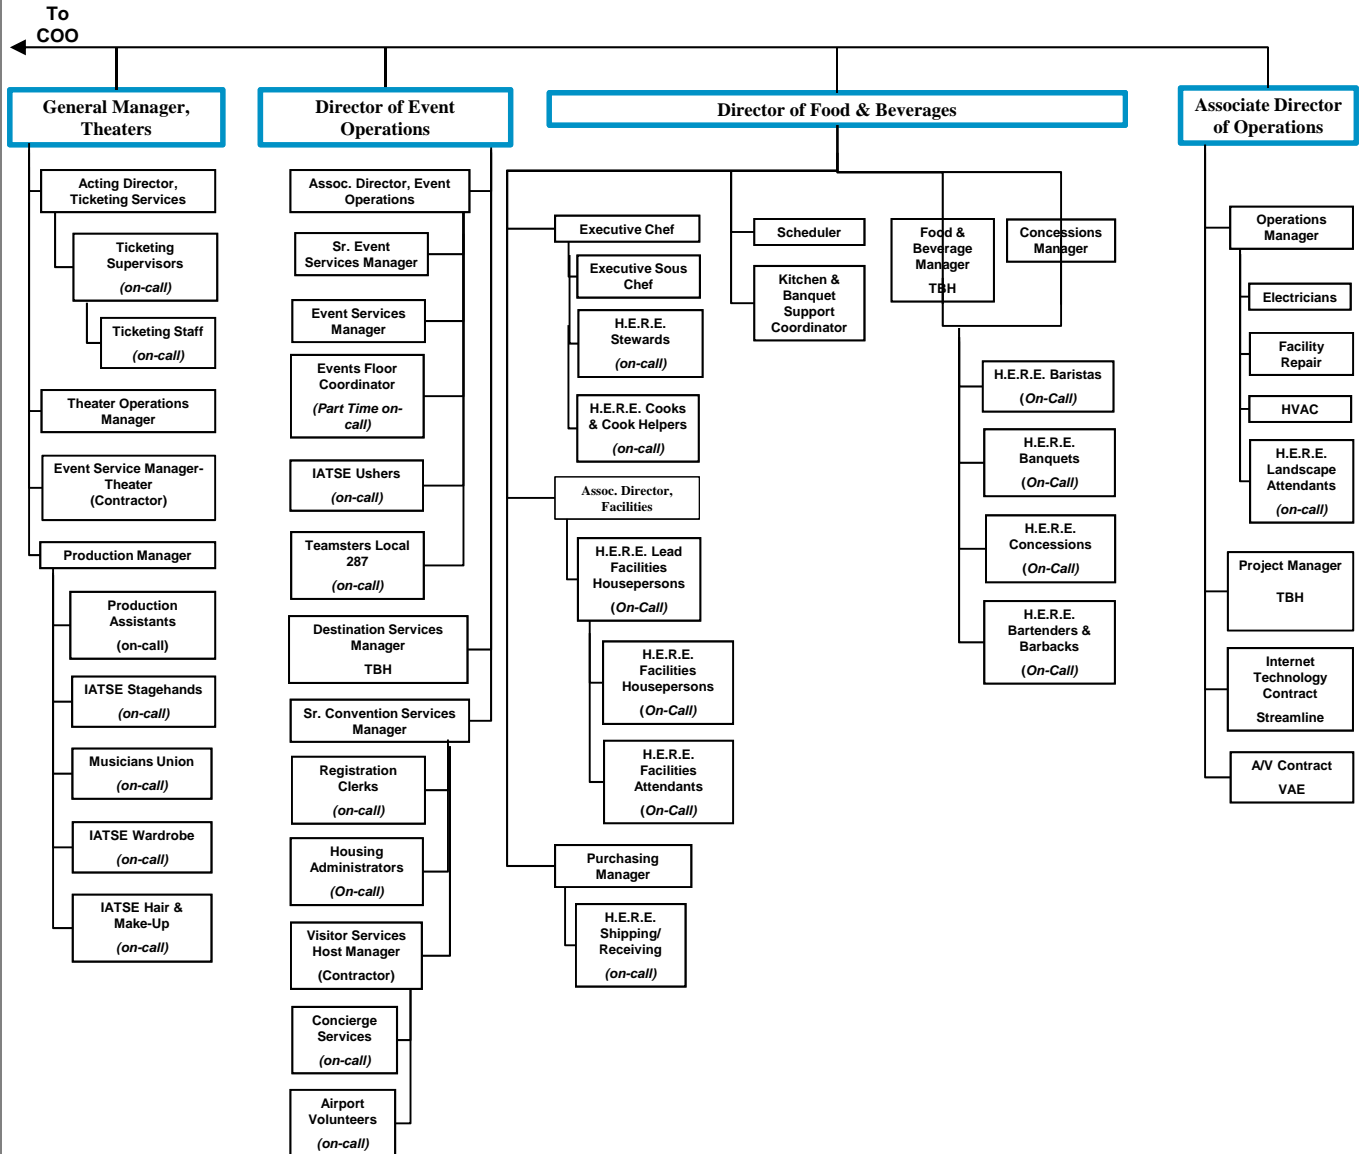 To
COO
General Manager,
Theaters
Acting Director,
Ticketing Services
Ticketing
Supervisors
(on-call)
Ticketing Staff
(on-call)
Theater Operations
Manager
Event Service Manager-
Theater
(Contractor)
Production Manager
Production
Assistants
(on-call)
IATSE Stagehands
(on-call)
Musicians Union
(on-call)
IATSE Wardrobe
(on-call)
IATSE Hair &
Make-Up
(on-call)
Director of Event
Operations
Assoc. Director, Event
Operations
Sr. Event
Services Manager
Event Services
Manager
Events Floor
Coordinator
(Part Time on-
call)
IATSE Ushers
(on-call)
Teamsters Local
287
(on-call)
Destination Services
Manager
TBH
Sr. Convention Services
Manager
Registration
Clerks
(on-call)
Housing
Administrators
(On-call)
Visitor Services
Host Manager
(Contractor)
Concierge
Services
(on-call)
Airport
Volunteers
(on-call)
Director of Food & Beverages
Executive Chef
Executive Sous
Chef
H.E.R.E.
Stewards
(on-call)
H.E.R.E. Cooks
& Cook Helpers
(on-call)
Assoc. Director,
Facilities
H.E.R.E. Lead
Facilities
Housepersons
(On-Call)
H.E.R.E.
Facilities
Housepersons
(On-Call)
H.E.R.E.
Facilities
Attendants
(On-Call)
Purchasing
Manager
H.E.R.E.
Shipping/
Receiving
(on-call)
Scheduler
Kitchen &
Banquet
Support
Coordinator
Food &
Beverage
Manager
TBH
Concessions
Manager
H.E.R.E. Baristas
(On-Call)
H.E.R.E.
Banquets
(On-Call)
H.E.R.E.
Concessions
(On-Call)
H.E.R.E.
Bartenders &
Barbacks
(On-Call)
Associate Director
of Operations
Operations
Manager
Electricians
Facility
Repair
HVAC
H.E.R.E.
Landscape
Attendants
(on-call)
Project Manager
TBH
Internet
Technology
Contract
Streamline
A/V Contract
VAE